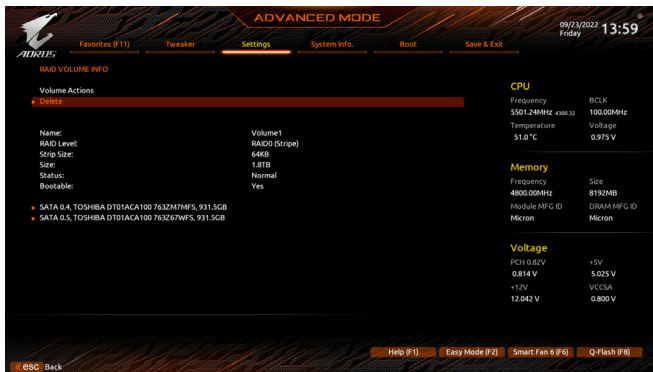 ADVANCED MODE
09/23/2022
Friday
13:59
AORUS
Favorites (F11) Tweaker Settings System Info. Boot Save & Exit
RAID VOLUME INFO
Volume Actions
Delete
Name: Volume1
RAID Level: RAID0 (Stripe)
Strip Size: 64KB
Size: 1.8TB
Status: Normal
Bootable: Yes
SATA 0.4, TOSHIBA DT01ACA100 763ZM7MFS, 931.5GB
SATA 0.5, TOSHIBA DT01ACA100 763Z67WFS, 931.5GB
CPU
Frequency BCLK
5501.24MHz 4300.32 100.00MHz
Temperature Voltage
51.0 °C 0.975 V
Memory
Frequency Size
4800.00MHz 8192MB
Module MFG ID DRAM MFG ID
Micron Micron
Voltage
PCH 0.82V +5V
0.814 V 5.025 V
+12V VCCSA
12.042 V 0.800 V
Help (F1) Easy Mode (F2) Smart Fan 6 (F6) Q-Flash (F8)
« esc Back